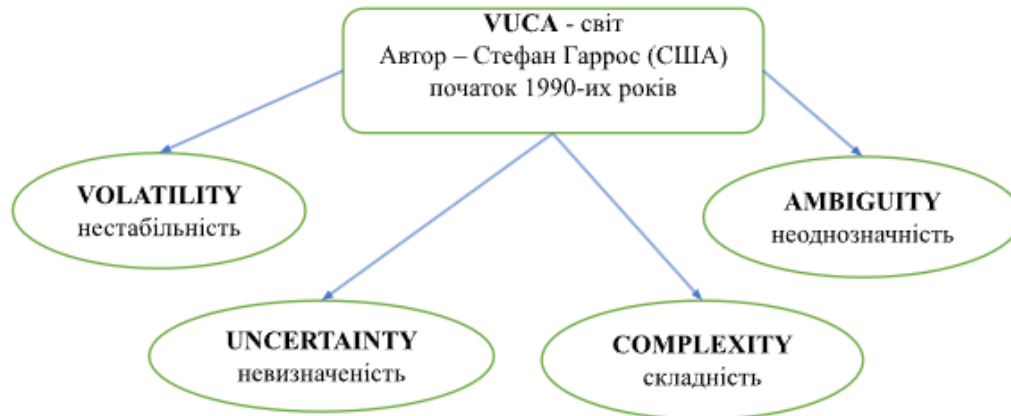 VUCA - світ
Автор – Стефан Гаррос (США)
початок 1990-их років
VOLATILITY
нестабільність
AMBIGUITY
неоднозначність
UNCERTAINTY
невизначеність
COMPLEXITY
складність